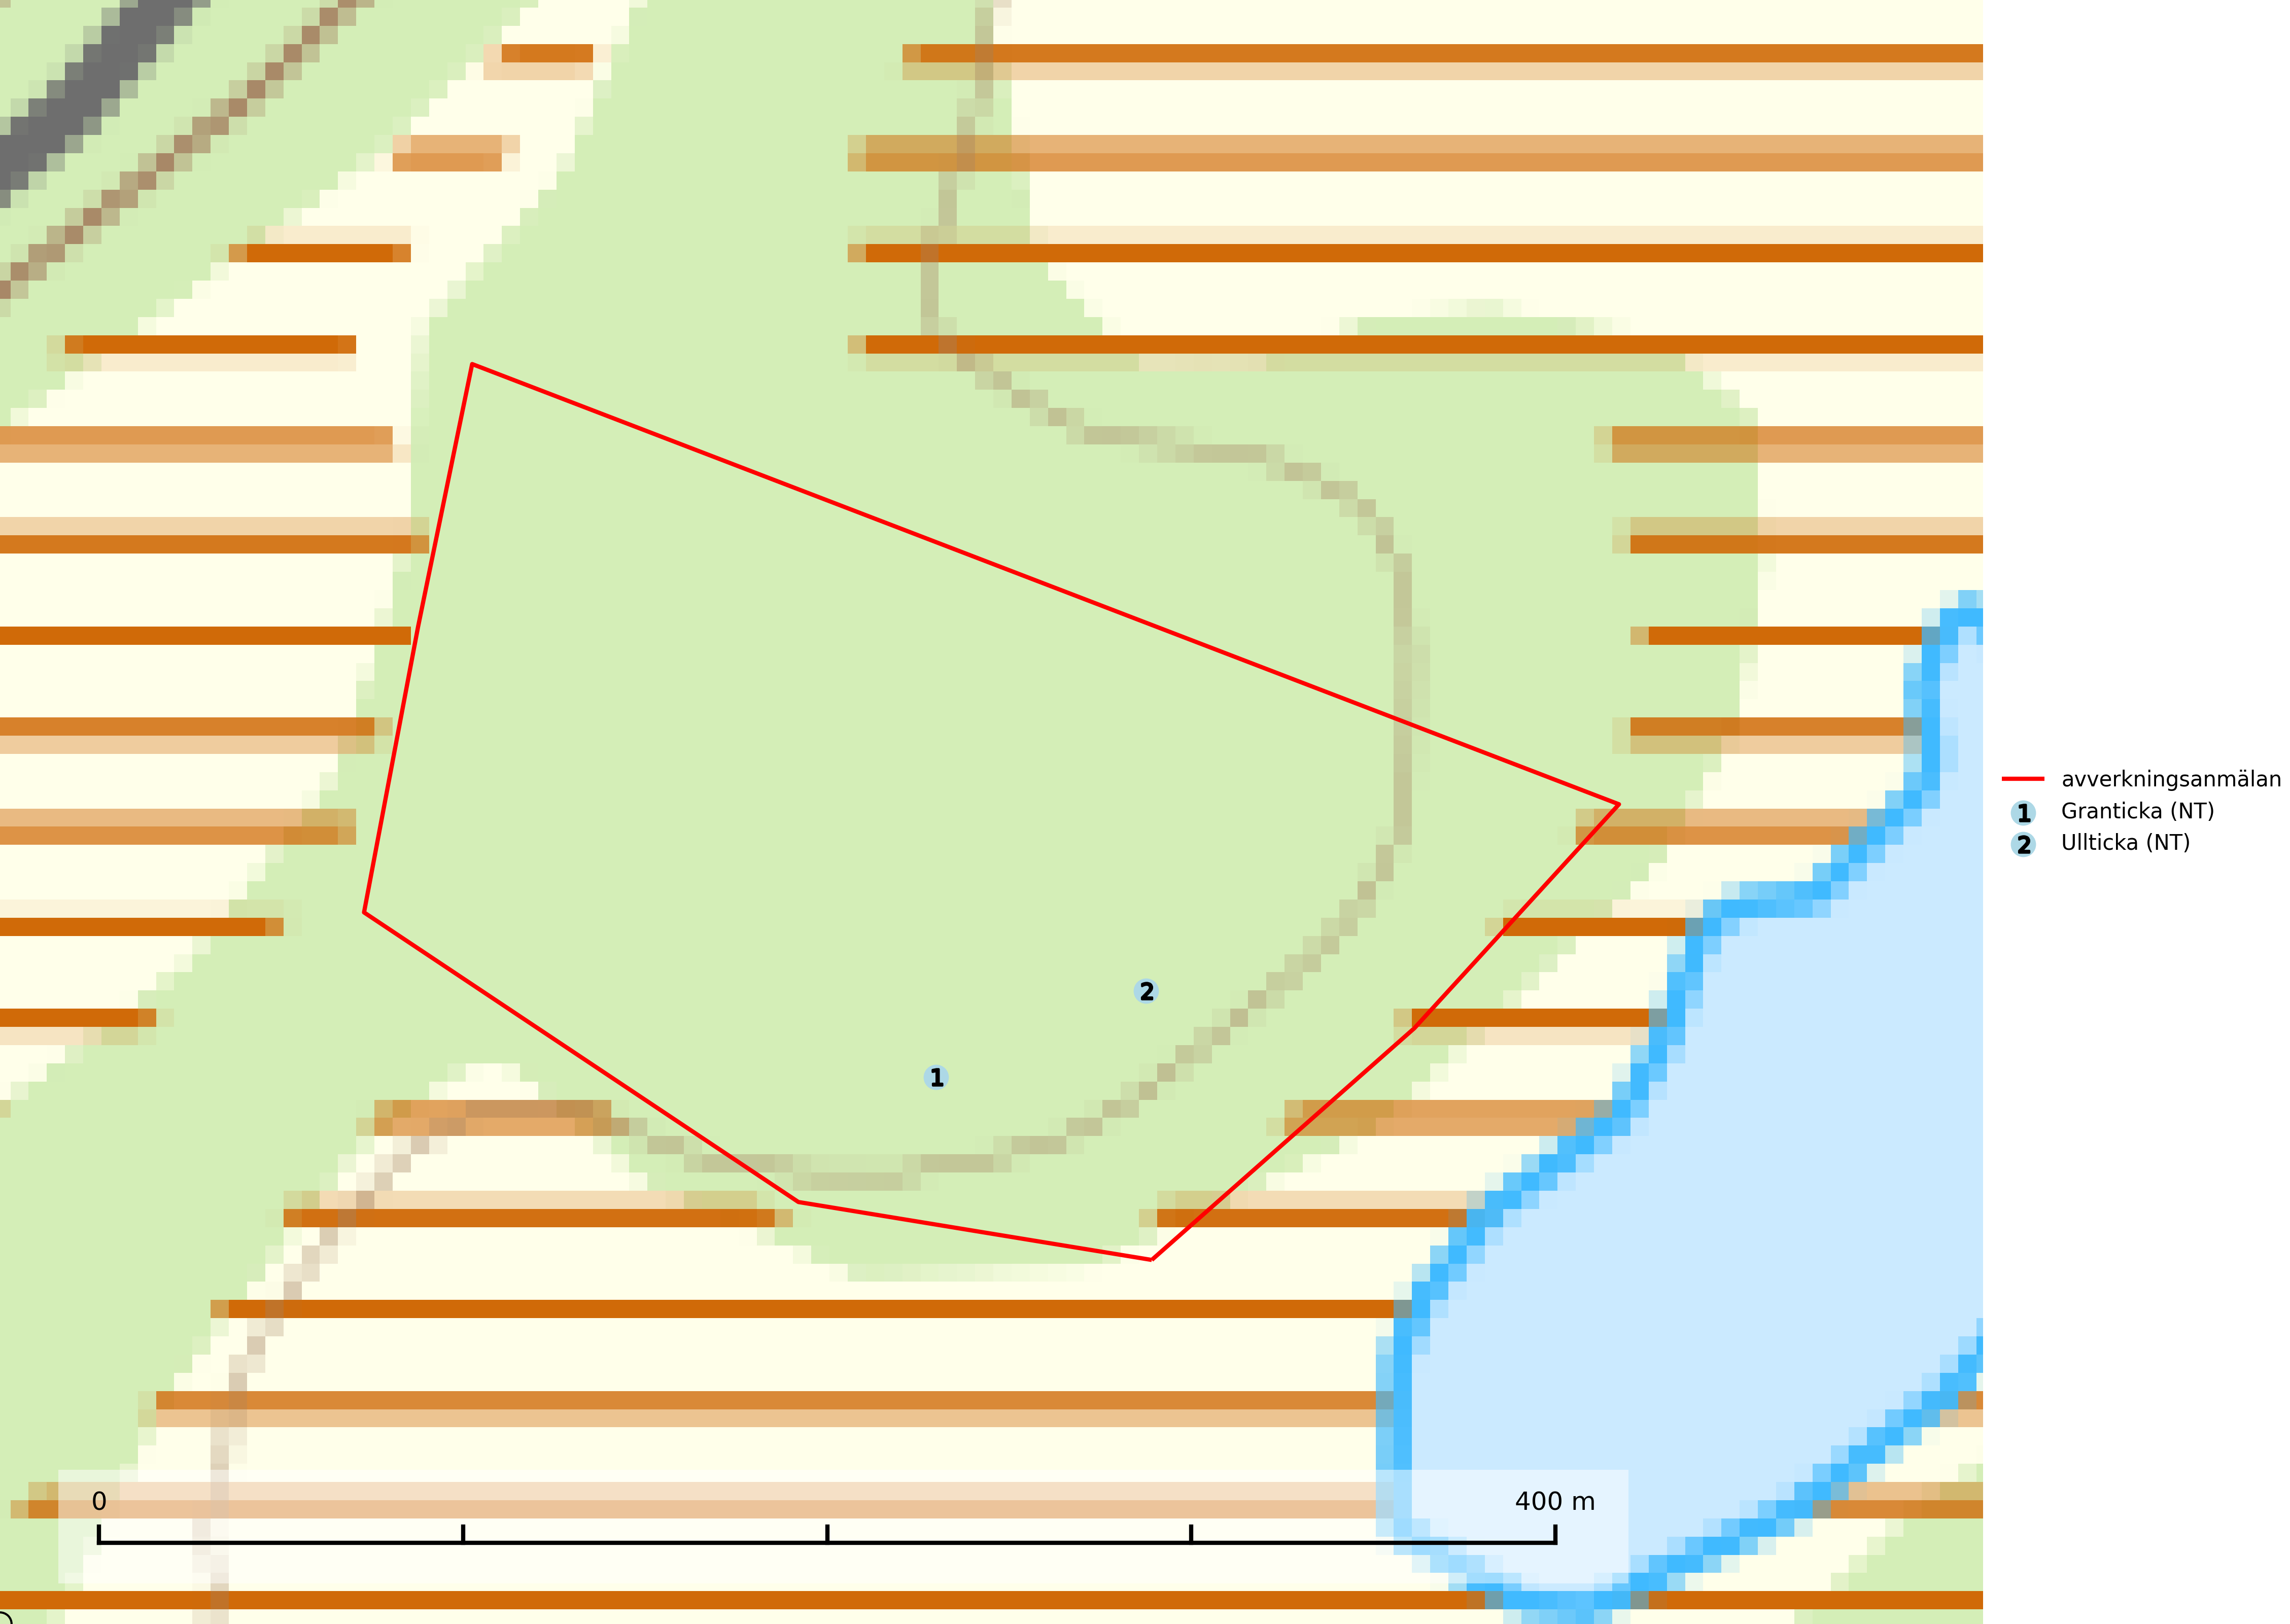 2
1
avverkningsanmälan
1 Granticka (NT)
2 Ullticka (NT)
0 400 m